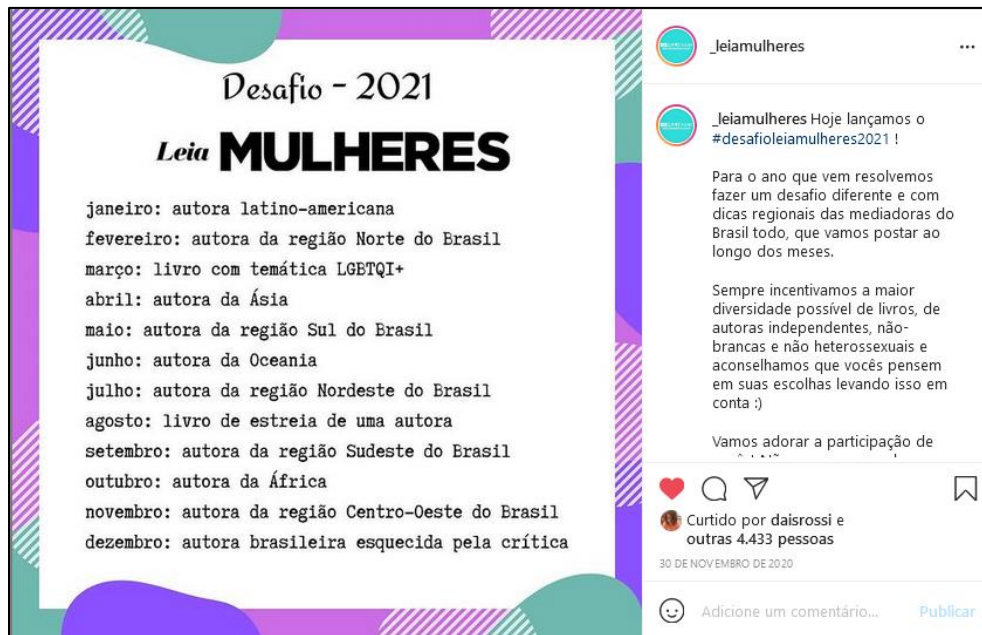 Desafio - 2021
Leia MULHERES
janeiro: autora latino-americana
fevereiro: autora da região Norte do Brasil
março: livro com temática LGBTQI+
abril: autora da Ásia
maio: autora da região Sul do Brasil
junho: autora da Oceania
julho: autora da região Nordeste do Brasil
agosto: livro de estreia de uma autora
setembro: autora da região Sudeste do Brasil
outubro: autora da África
novembro: autora da região Centro-Oeste do Brasil
dezembro: autora brasileira esquecida pela crítica
_leiamulheres
_leiamulheres Hoje lançamos o
#desafioleiamulheres2021 !
Para o ano que vem resolvemos
fazer um desafio diferente e com
dicas regionais das mediadoras do
Brasil todo, que vamos postar ao
longo dos meses.
Sempre incentivamos a maior
diversidade possível de livros, de
autoras independentes, não-
brancas e não heterossexuais e
aconselhamos que vocês pensem
em suas escolhas levando isso em
conta :)
Vamos adorar a participação de
Curtido por daisrossi e
outras 4.433 pessoas
30 DE NOVEMBRO DE 2020
Adicione um comentário... Publicar